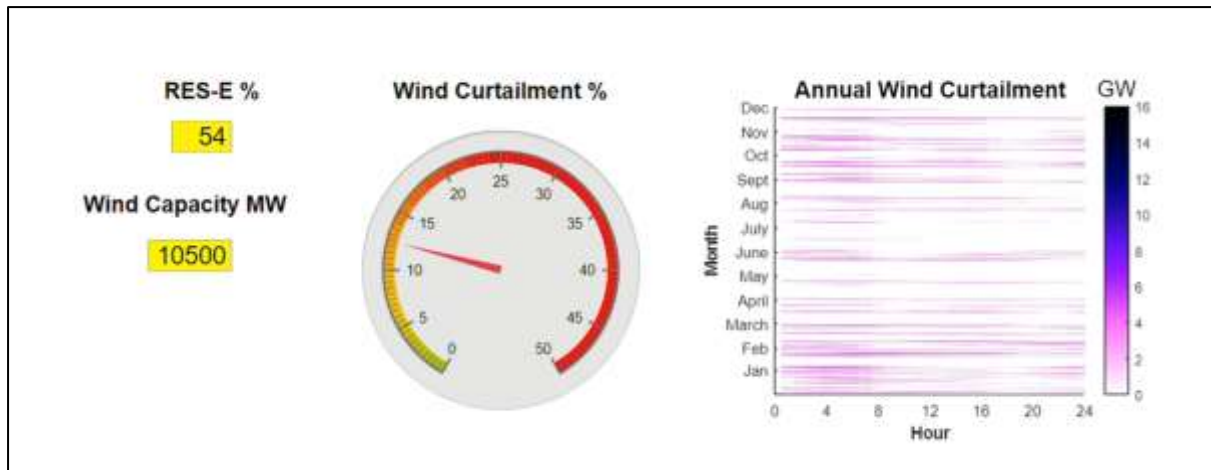 RES-E %
54
Wind Capacity MW
10500
Wind Curtailment %
0
5
10
15
20
25
30
35
40
45
50
Annual Wind Curtailment
GW
Month
Dec
Nov
Oct
Sept
Aug
July
June
May
April
March
Feb
Jan
0 4 8 12 16 20 24
Hour
16
14
12
10
8
6
4
2
0